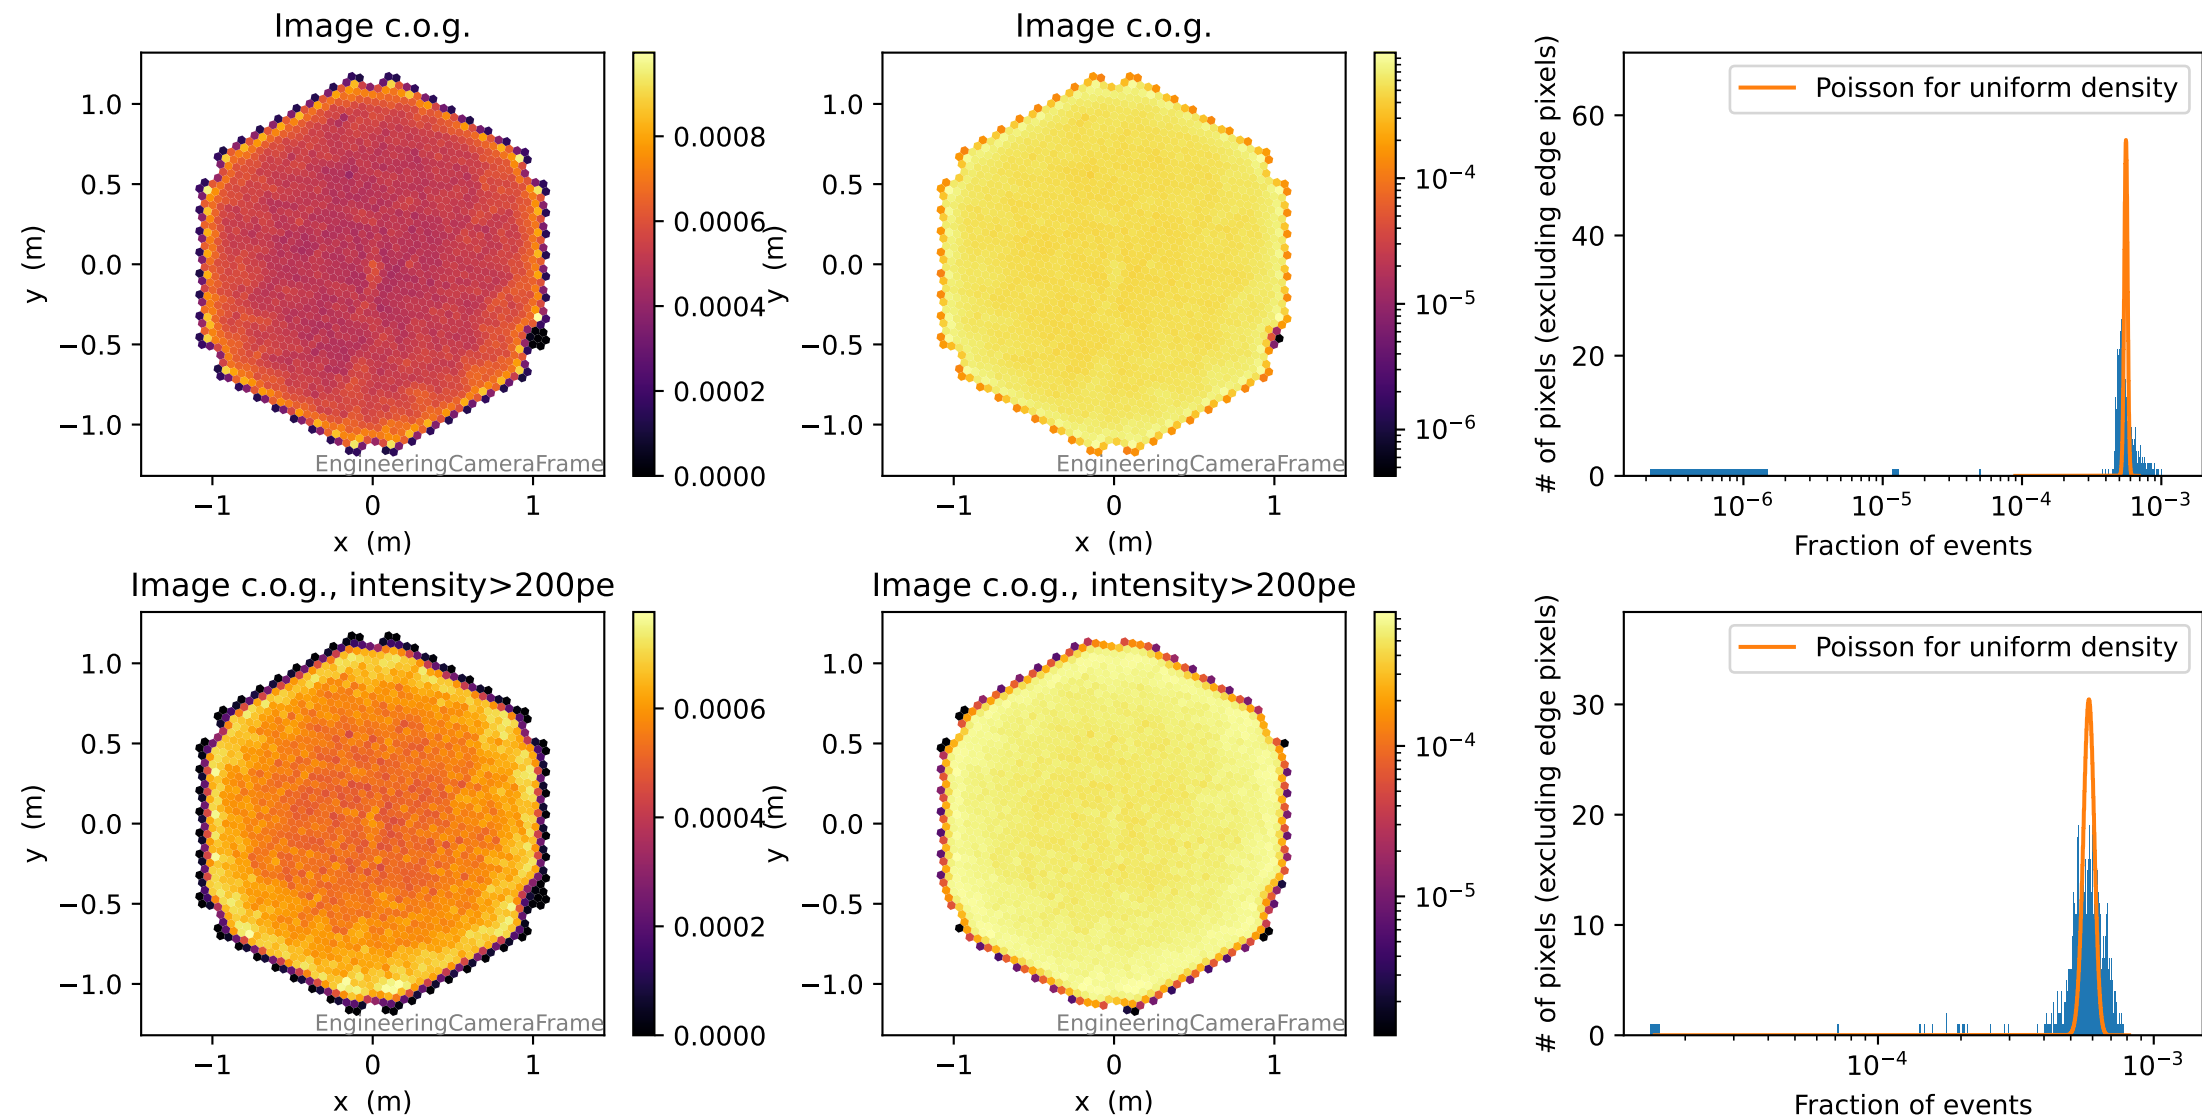 Image c.o.g.
1.0
0.5
0.0
−0.5
−1.0
y (m)
−1
0
1
x (m)
EngineeringCameraFrame
0.0008
0.0006
0.0004
0.0002
0.0000
Image c.o.g.
1.0
0.5
0.0
−0.5
−1.0
y (m)
−1
0
1
x (m)
EngineeringCameraFrame
10⁻⁴
10⁻⁵
10⁻⁶
Poisson for uniform density
# of pixels (excluding edge pixels)
60
40
20
0
10⁻⁶
10⁻⁵
10⁻⁴
10⁻³
Fraction of events
Image c.o.g., intensity>200pe
1.0
0.5
0.0
−0.5
−1.0
y (m)
−1
0
1
x (m)
EngineeringCameraFrame
0.0006
0.0004
0.0002
0.0000
Image c.o.g., intensity>200pe
1.0
0.5
0.0
−0.5
−1.0
y (m)
−1
0
1
x (m)
EngineeringCameraFrame
10⁻⁴
10⁻⁵
Poisson for uniform density
# of pixels (excluding edge pixels)
30
20
10
0
10⁻⁴
10⁻³
Fraction of events